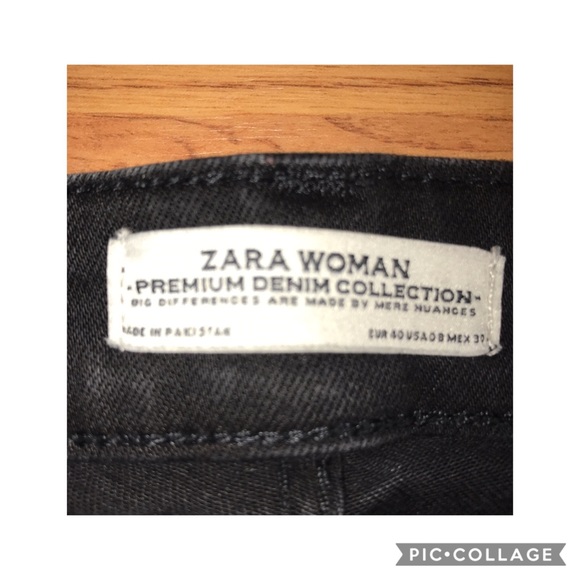 ZARA WOMAN
·PREMIUM DENIM COLLECTION·
BIG DIFFERENCES ARE MADE BY MERE NUANCES
MADE IN PAKISTAN EUR 40 USA 08 MEX
PIC•COLLAGE